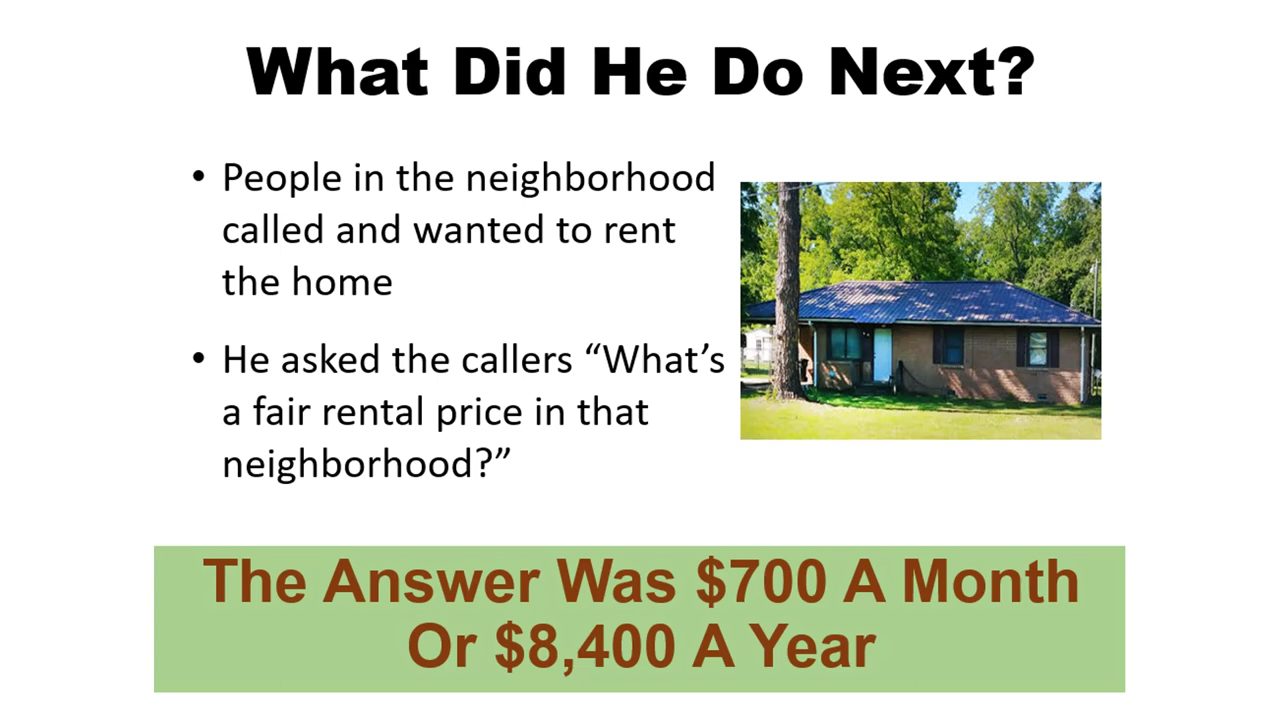 What Did He Do Next?
• People in the neighborhood
called and wanted to rent
the home
• He asked the callers “What’s
a fair rental price in that
neighborhood?”
The Answer Was $700 A Month
Or $8,400 A Year